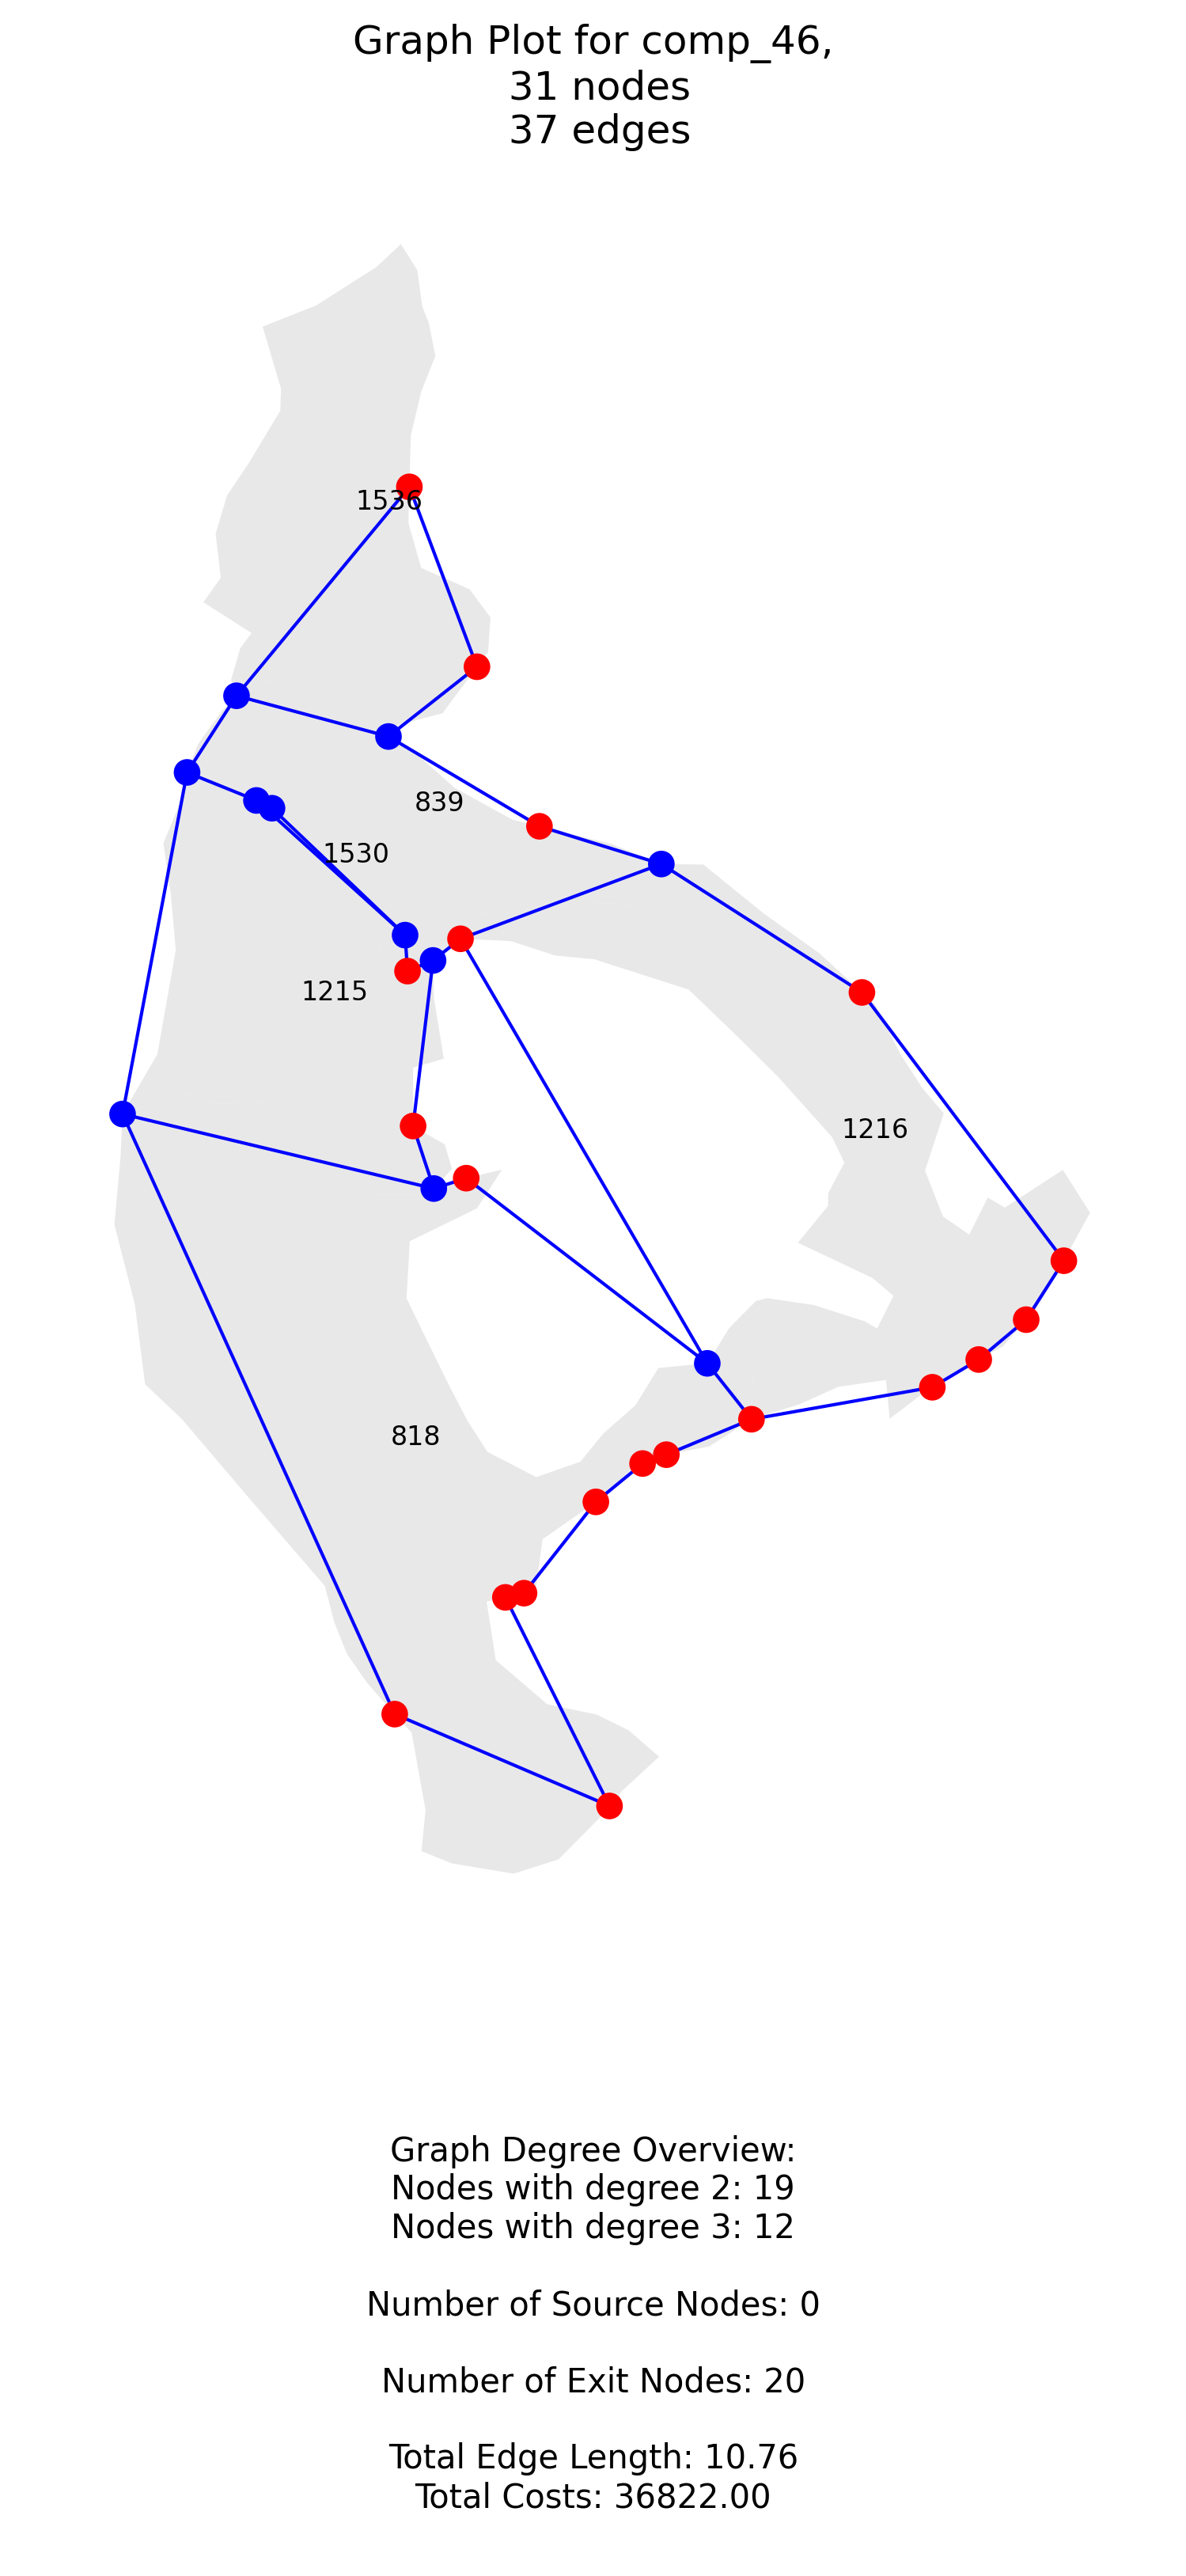 Graph Plot for comp_46,
31 nodes
37 edges
1536
839
1530
1215
1216
818
Graph Degree Overview:
Nodes with degree 2: 19
Nodes with degree 3: 12
Number of Source Nodes: 0
Number of Exit Nodes: 20
Total Edge Length: 10.76
Total Costs: 36822.00